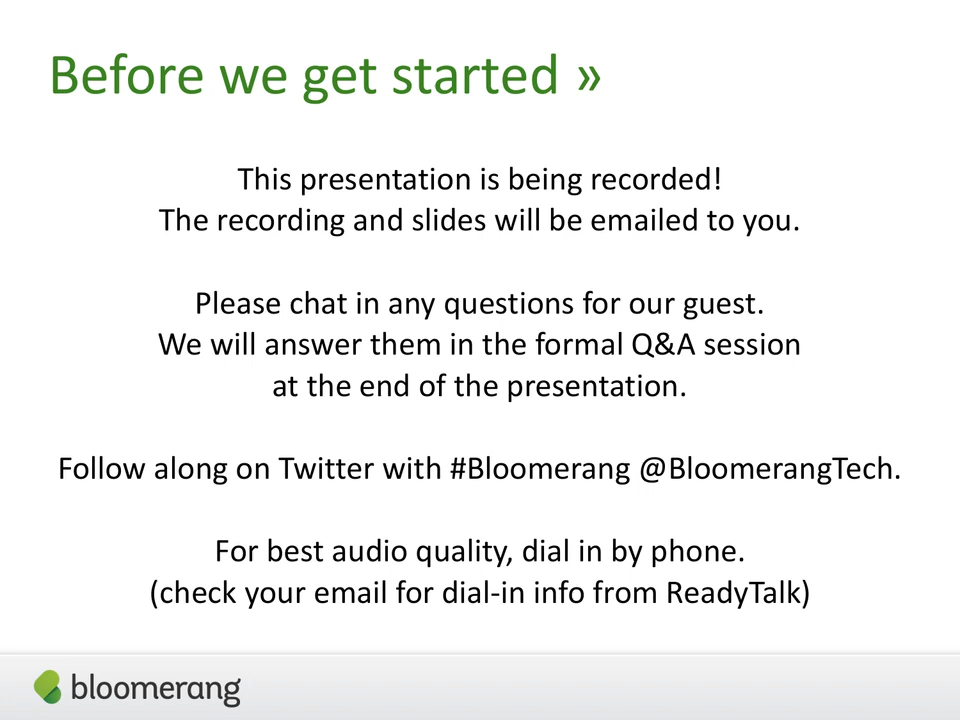 Before we get started »
This presentation is being recorded!
The recording and slides will be emailed to you.
Please chat in any questions for our guest.
We will answer them in the formal Q&A session
at the end of the presentation.
Follow along on Twitter with #Bloomerang @BloomerangTech.
For best audio quality, dial in by phone.
(check your email for dial-in info from ReadyTalk)
bloomerang